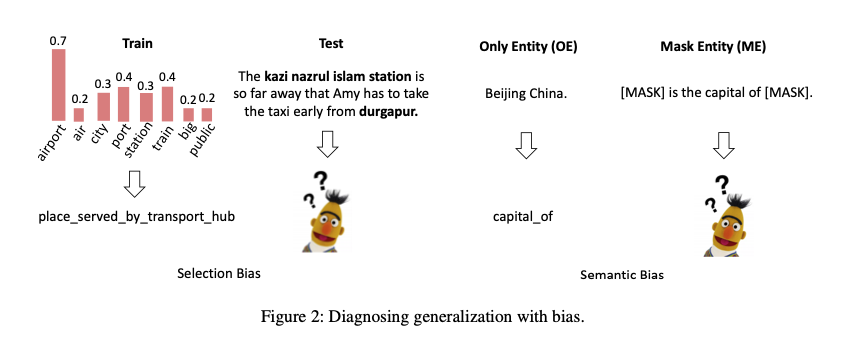 Train
0.7
0.2
0.3
0.4
0.3
0.4
0.2
0.2
airport
air
city
port
station
train
big
public
place_served_by_transport_hub
Test
The kazi nazrul islam station is
so far away that Amy has to take
the taxi early from durgapur.
? ?
Selection Bias
Only Entity (OE)
Beijing China.
capital_of
Mask Entity (ME)
[MASK] is the capital of [MASK].
? ?
Semantic Bias
Figure 2: Diagnosing generalization with bias.